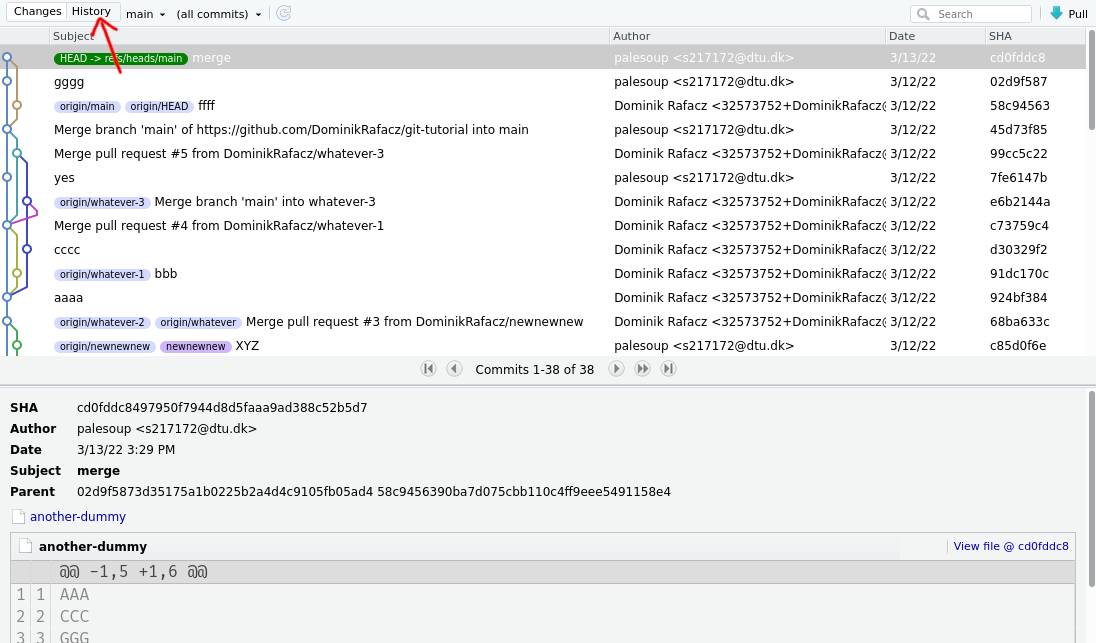 Changes History main (all commits) Search Pull
Subject Author Date SHA
HEAD -> refs/heads/main merge palesoup <s217172@dtu.dk> 3/13/22 cd0fddc8
gggg palesoup <s217172@dtu.dk> 3/12/22 02d9f587
origin/main origin/HEAD ffff Dominik Rafacz <32573752+DominikRafacz@ 3/12/22 58c94563
Merge branch 'main' of https://github.com/DominikRafacz/git-tutorial into main palesoup <s217172@dtu.dk> 3/12/22 45d73f85
Merge pull request #5 from DominikRafacz/whatever-3 Dominik Rafacz <32573752+DominikRafacz@ 3/12/22 99cc5c22
yes palesoup <s217172@dtu.dk> 3/12/22 7fe6147b
origin/whatever-3 Merge branch 'main' into whatever-3 Dominik Rafacz <32573752+DominikRafacz@ 3/12/22 e6b2144a
Merge pull request #4 from DominikRafacz/whatever-1 Dominik Rafacz <32573752+DominikRafacz@ 3/12/22 c73759c4
cccc Dominik Rafacz <32573752+DominikRafacz@ 3/12/22 d30329f2
origin/whatever-1 bbb Dominik Rafacz <32573752+DominikRafacz@ 3/12/22 91dc170c
aaaa Dominik Rafacz <32573752+DominikRafacz@ 3/12/22 924bf384
origin/whatever-2 origin/whatever Merge pull request #3 from DominikRafacz/newnewnew Dominik Rafacz <32573752+DominikRafacz@ 3/12/22 68ba633c
origin/newnewnew newnewnew XYZ palesoup <s217172@dtu.dk> 3/12/22 c85d0f6e
Commits 1-38 of 38
SHA cd0fddc8497950f7944d8d5faaa9ad388c52b5d7
Author palesoup <s217172@dtu.dk>
Date 3/13/22 3:29 PM
Subject merge
Parent 02d9f5873d35175a1b0225b2a4d4c9105fb05ad4 58c9456390ba7d075cbb110c4ff9eee5491158e4
another-dummy
another-dummy View file @ cd0fddc8
@@ -1,5 +1,6 @@
1 1 AAA
2 2 CCC
3 3 GGG